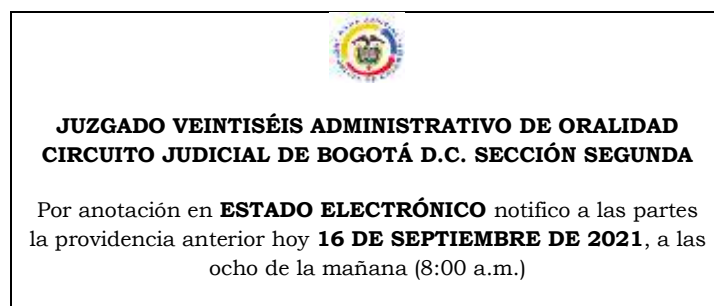 JUZGADO VEINTISÉIS ADMINISTRATIVO DE ORALIDAD
CIRCUITO JUDICIAL DE BOGOTÁ D.C. SECCIÓN SEGUNDA
Por anotación en ESTADO ELECTRÓNICO notifico a las partes
la providencia anterior hoy 16 DE SEPTIEMBRE DE 2021, a las
ocho de la mañana (8:00 a.m.)